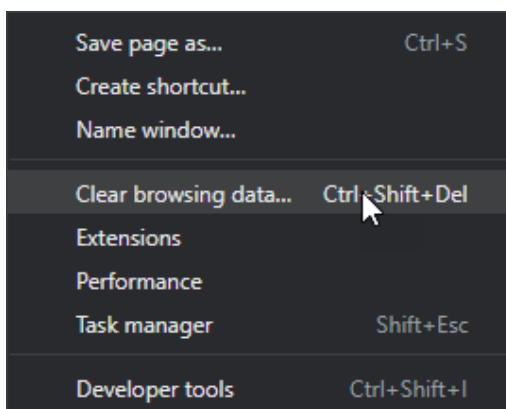 Save page as... Ctrl+S
Create shortcut...
Name window...
Clear browsing data... Ctrl+Shift+Del
Extensions
Performance
Task manager Shift+Esc
Developer tools Ctrl+Shift+I